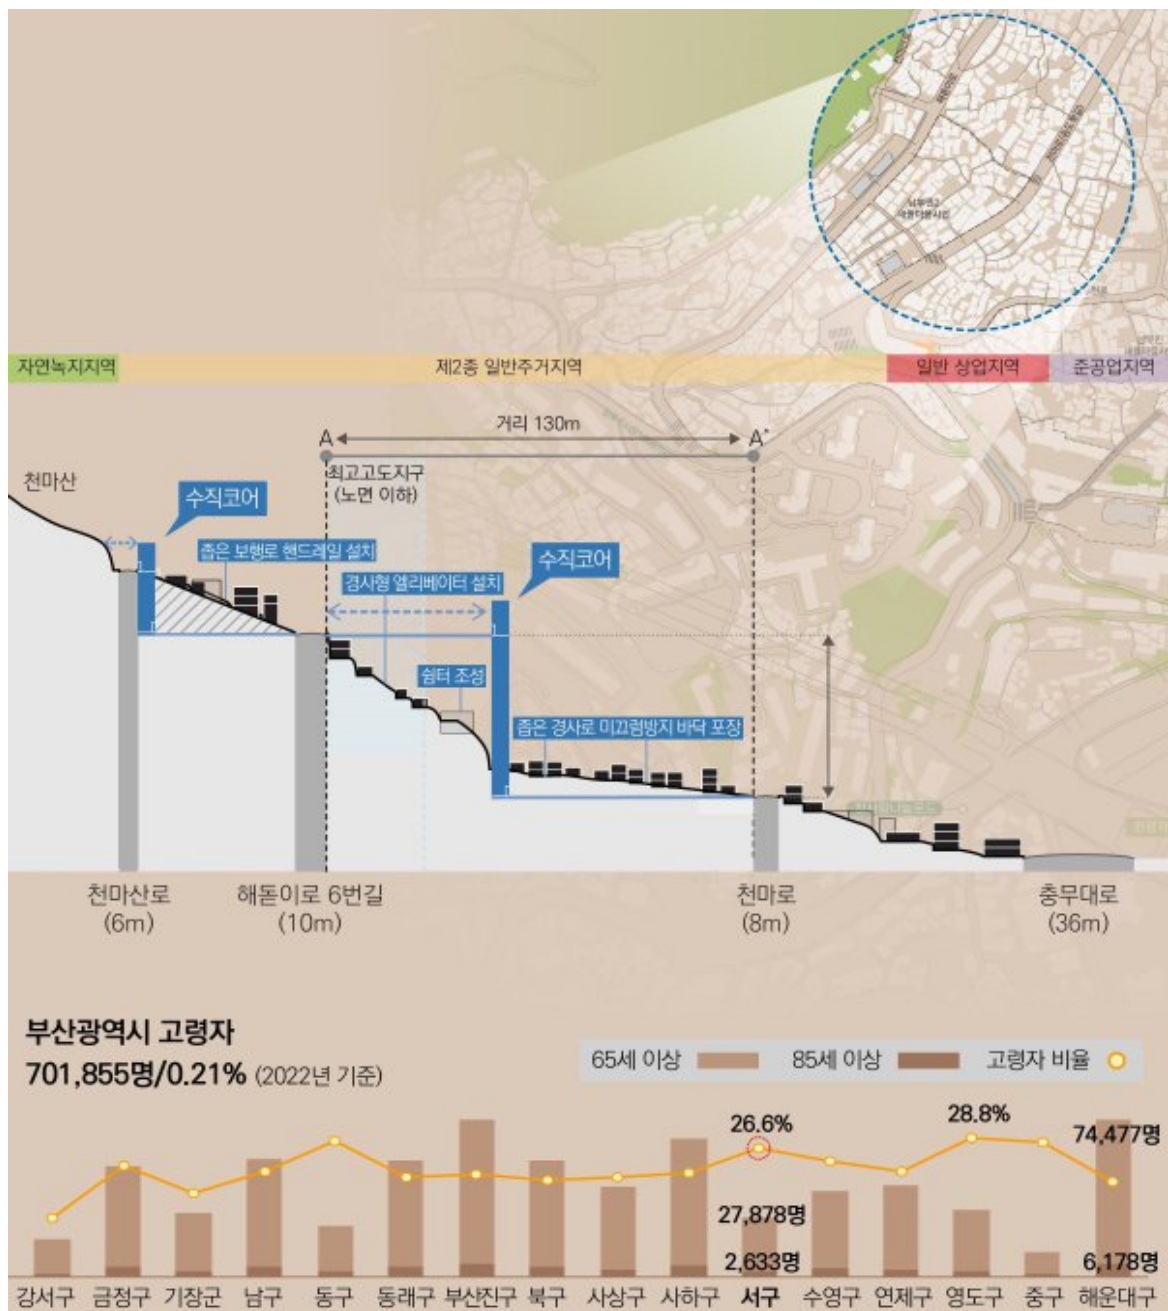 남부민2
자연녹지지역
제2종 일반주거지역
일반 상업지역
준공업지역
거리 130m
A
A"
최고고도지구
(노면 이하)
천마산
수직코어
좁은 보행로 핸드레일 설치
수직코어
경사형 엘리베이터 설치
쉼터 조성
좁은 경사로 미끄럼방지 바닥 포장
천마산로
(6m)
해돋이로 6번길
(10m)
천마로
(8m)
충무대로
(36m)
부산광역시 고령자
701,855명/0.21% (2022년 기준)
65세 이상
85세 이상
고령자 비율
26.6%
28.8%
74,477명
27,878명
2,633명
6,178명
강서구 금정구 기장군 남구 동구 동래구 부산진구 북구 사상구 사하구 서구 수영구 연제구 영도구 중구 해운대구